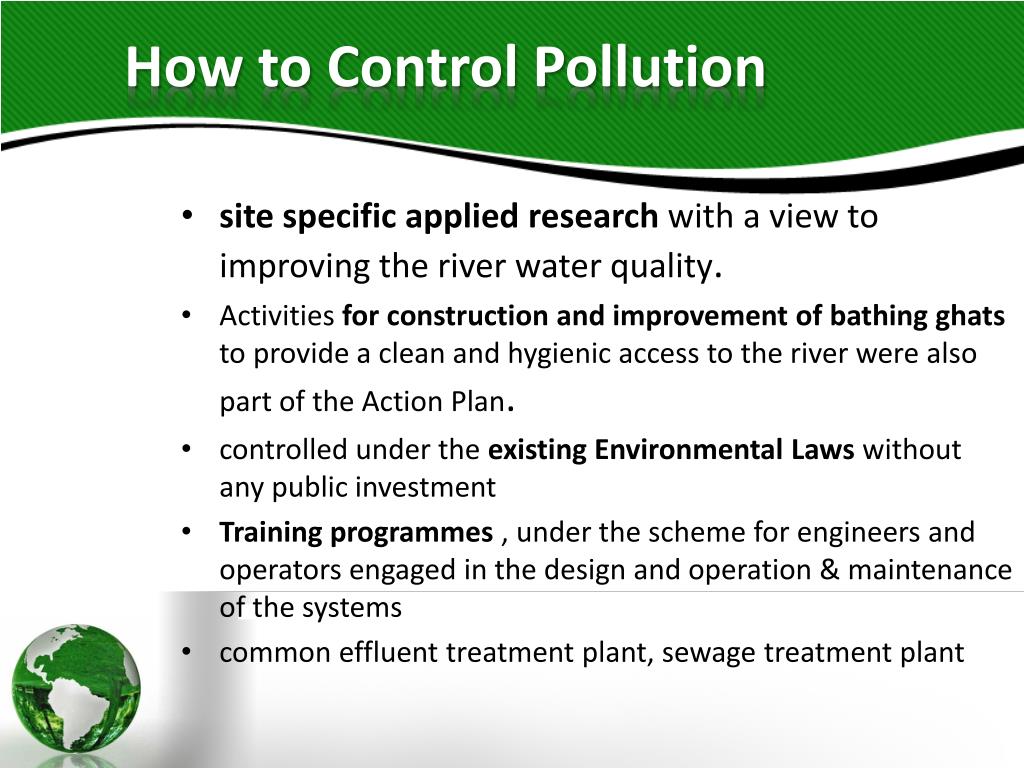 How to Control Pollution
• site specific applied research with a view to
improving the river water quality.
• Activities for construction and improvement of bathing ghats
to provide a clean and hygienic access to the river were also
part of the Action Plan.
• controlled under the existing Environmental Laws without
any public investment
• Training programmes , under the scheme for engineers and
operators engaged in the design and operation & maintenance
of the systems
• common effluent treatment plant, sewage treatment plant